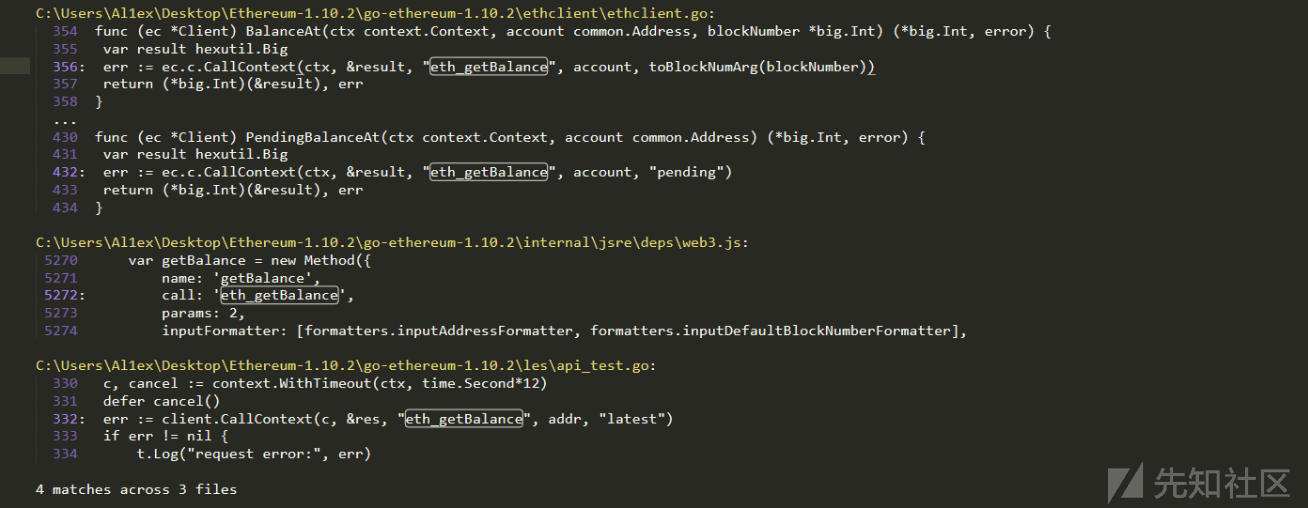 C:\Users\Al1ex\Desktop\Ethereum-1.10.2\go-ethereum-1.10.2\ethclient\ethclient.go:
354 func (ec *Client) BalanceAt(ctx context.Context, account common.Address, blockNumber *big.Int) (*big.Int, error) {
355 var result hexutil.Big
356: err := ec.c.CallContext(ctx, &result, "eth_getBalance", account, toBlockNumArg(blockNumber))
357 return (*big.Int)(&result), err
358 }
...
430 func (ec *Client) PendingBalanceAt(ctx context.Context, account common.Address) (*big.Int, error) {
431 var result hexutil.Big
432: err := ec.c.CallContext(ctx, &result, "eth_getBalance", account, "pending")
433 return (*big.Int)(&result), err
434 }
C:\Users\Al1ex\Desktop\Ethereum-1.10.2\go-ethereum-1.10.2\internal\jsre\deps\web3.js:
5270 var getBalance = new Method({
5271 name: 'getBalance',
5272: call: 'eth_getBalance',
5273 params: 2,
5274 inputFormatter: [formatters.inputAddressFormatter, formatters.inputDefaultBlockNumberFormatter],
C:\Users\Al1ex\Desktop\Ethereum-1.10.2\go-ethereum-1.10.2\les\api_test.go:
330 c, cancel := context.WithTimeout(ctx, time.Second*12)
331 defer cancel()
332: err := client.CallContext(c, &res, "eth_getBalance", addr, "latest")
333 if err != nil {
334 t.Log("request error:", err)
4 matches across 3 files
先知社区